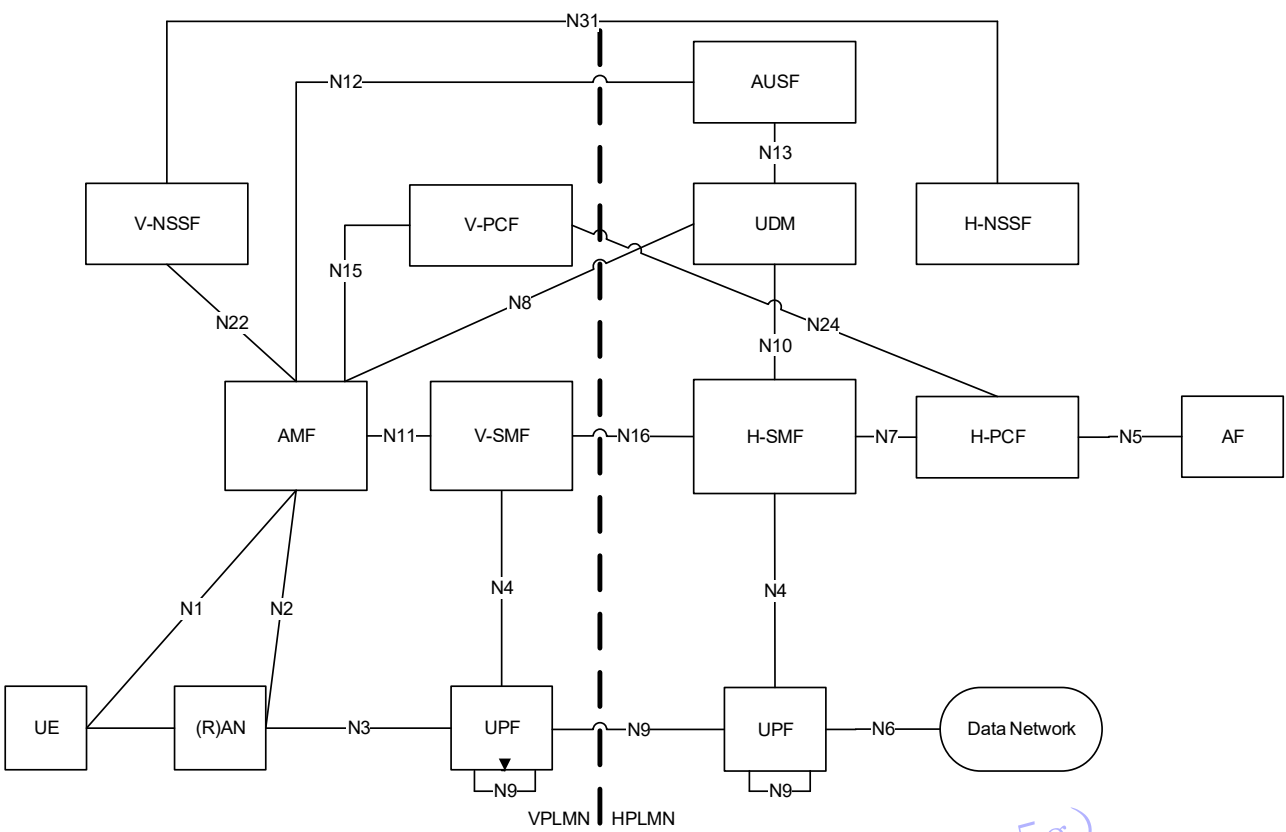 N31
AUSF
N12
N13
V-NSSF
V-PCF
UDM
H-NSSF
N15
N8
N22
N24
N10
AMF
N11
V-SMF
N16
H-SMF
N7
H-PCF
N5
AF
N4
N4
N1
N2
UE
(R)AN
N3
UPF
N9
UPF
N6
Data Network
N9
N9
VPLMN
HPLMN